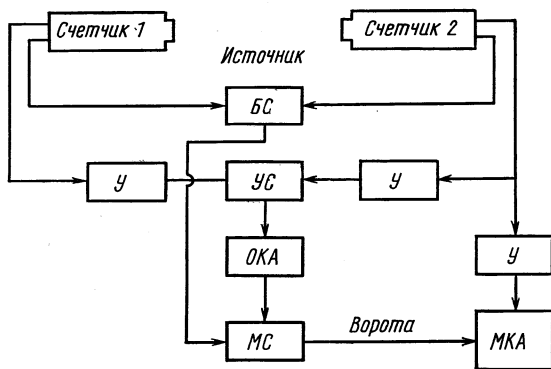 Счетчик 1
Счетчик 2
Источник
БС
У
УС
У
У
ОКА
МС
Ворота
МКА